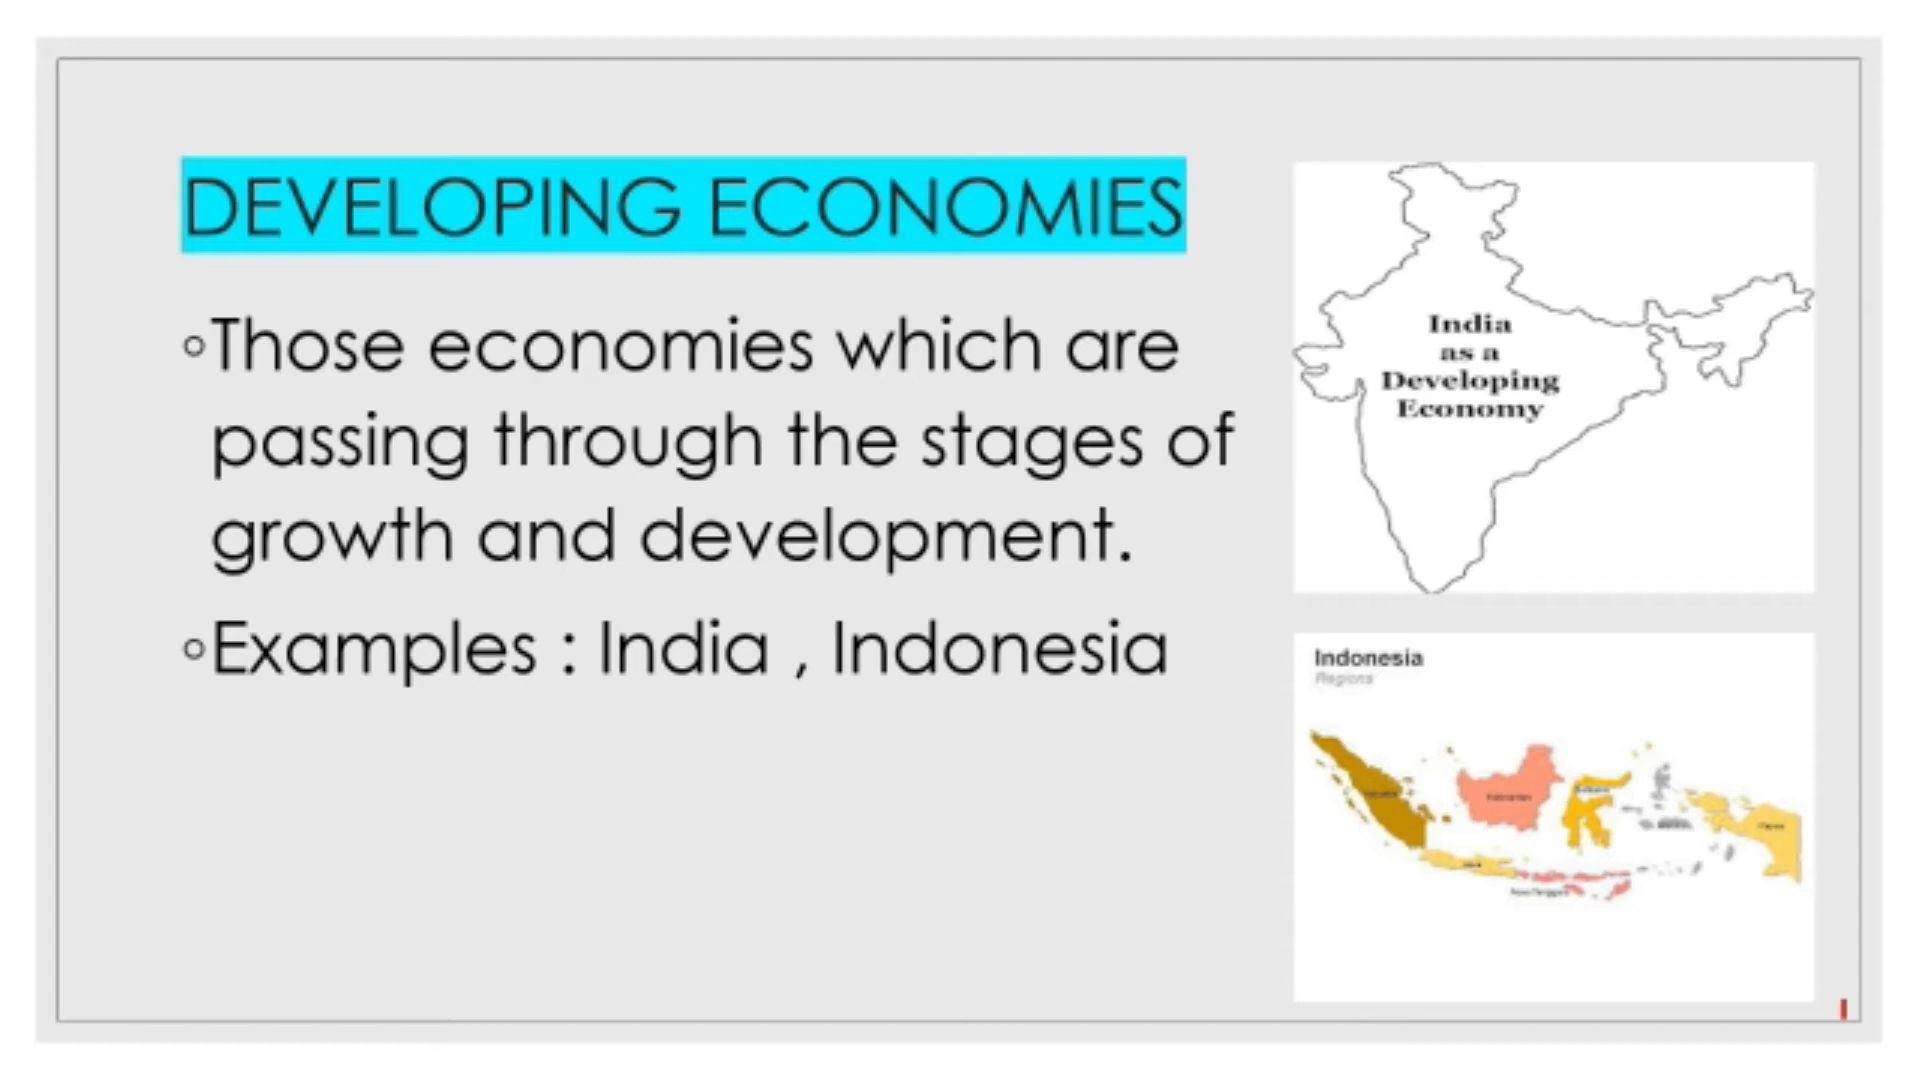 DEVELOPING ECONOMIES
◦Those economies which are
passing through the stages of
growth and development.
◦Examples : India , Indonesia
India
as a
Developing
Economy
Indonesia
Regions